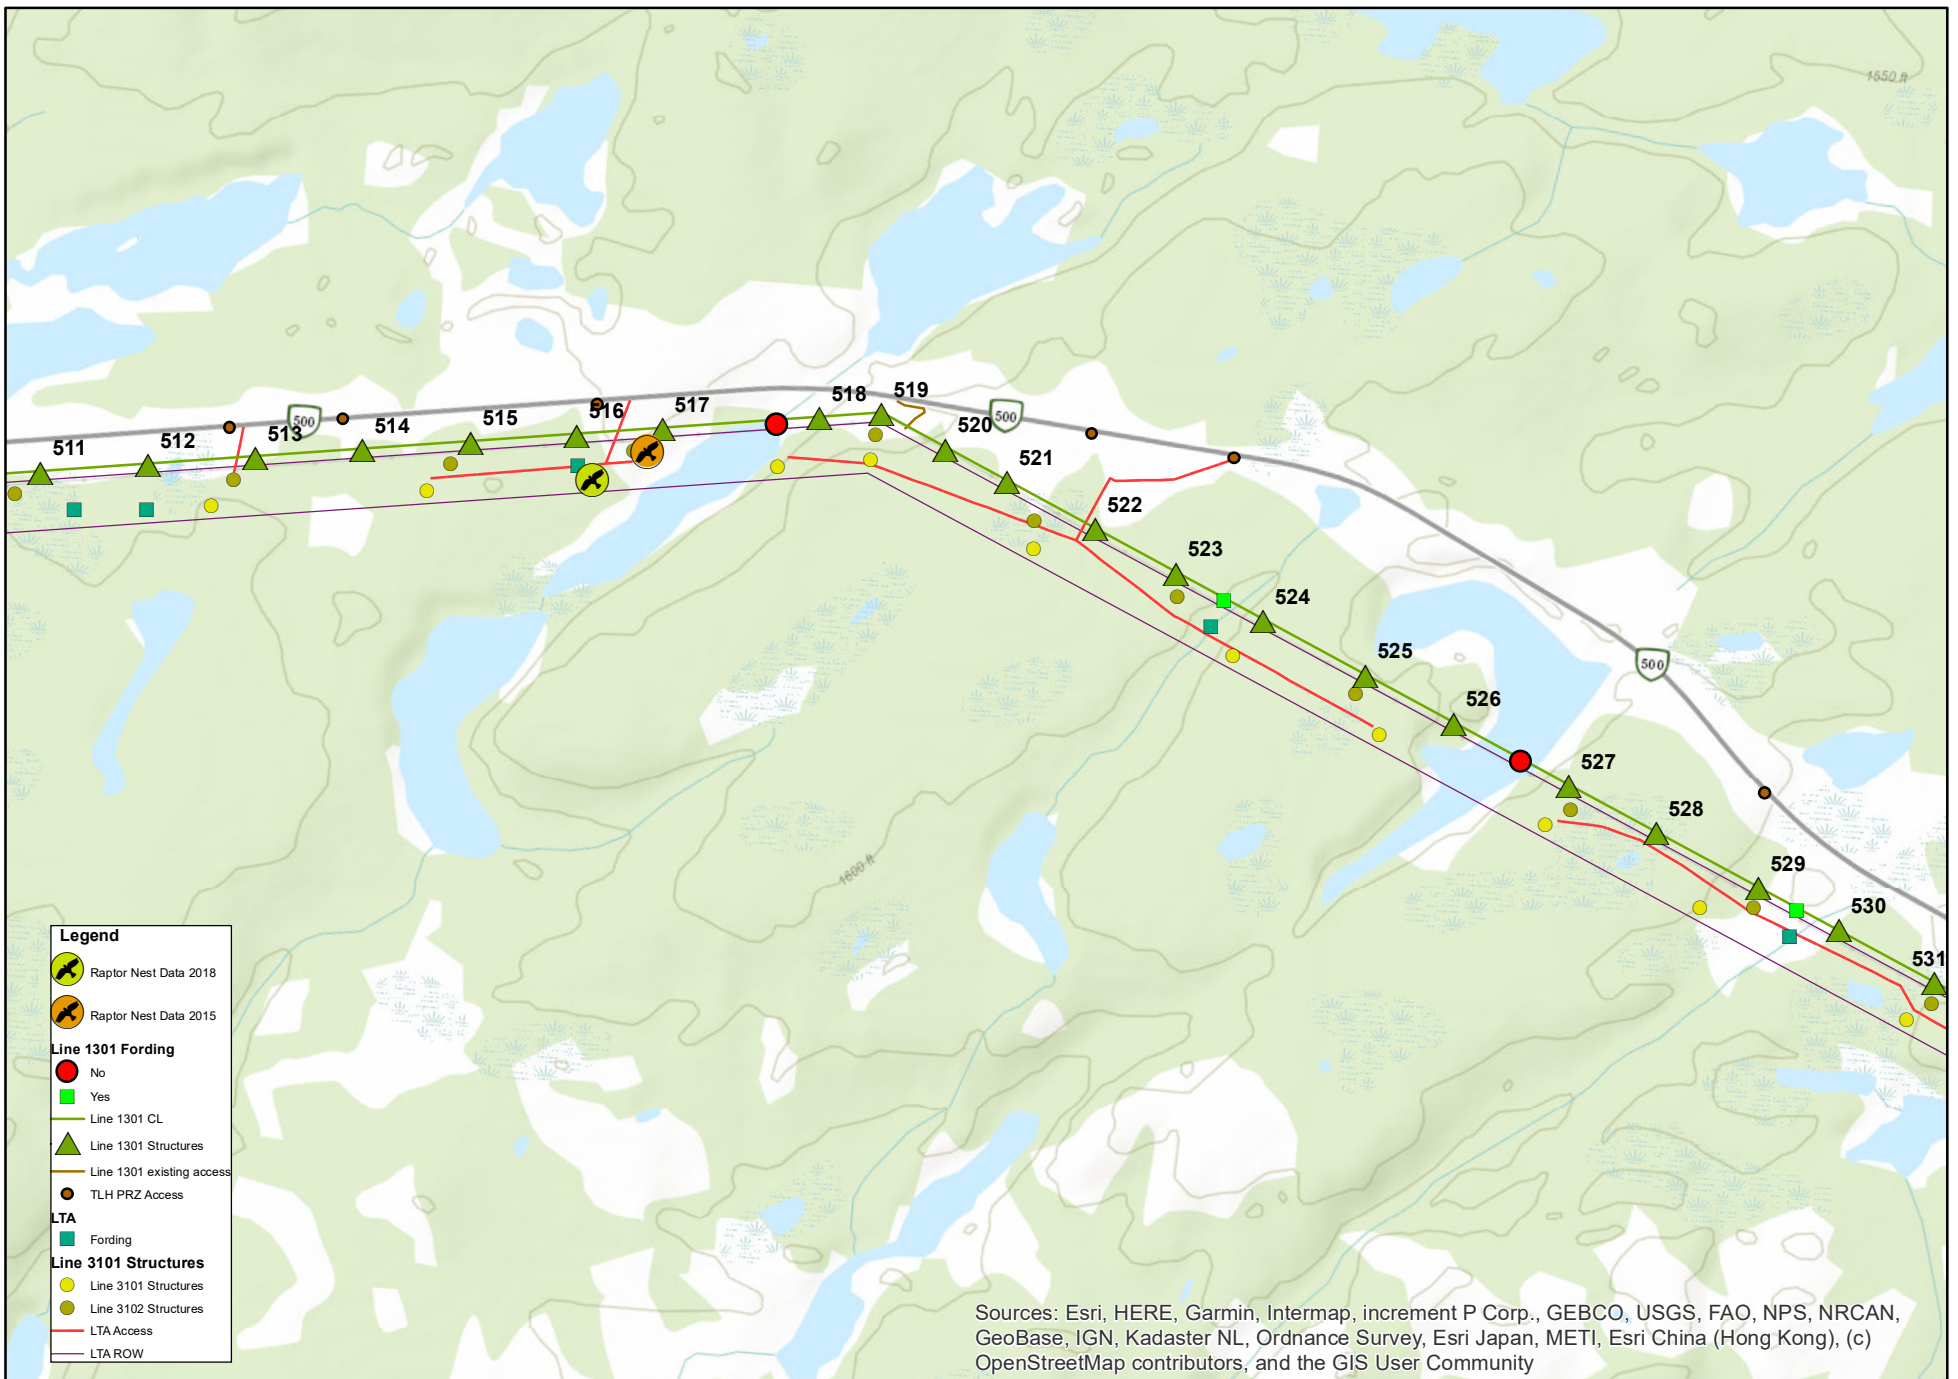 1550 ft
518
519
517
516
515
514
513
512
511
500
500
520
521
522
523
524
525
526
500
527
528
529
530
531
1600 ft
Legend
Raptor Nest Data 2018
Raptor Nest Data 2015
Line 1301 Fording
No
Yes
Line 1301 CL
Line 1301 Structures
Line 1301 existing access
TLH PRZ Access
LTA
Fording
Line 3101 Structures
Line 3101 Structures
Line 3102 Structures
LTA Access
LTA ROW
Sources: Esri, HERE, Garmin, Intermap, increment P Corp., GEBCO, USGS, FAO, NPS, NRCAN,
GeoBase, IGN, Kadaster NL, Ordnance Survey, Esri Japan, METI, Esri China (Hong Kong), (c)
OpenStreetMap contributors, and the GIS User Community